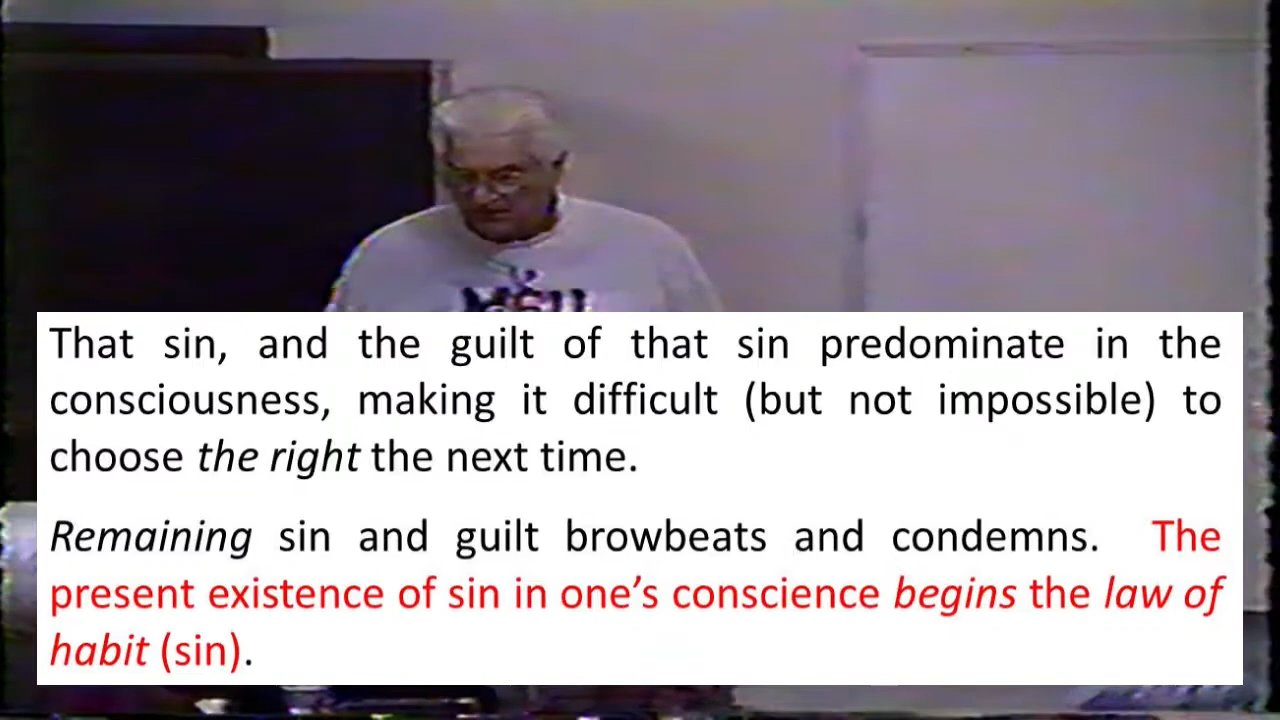 That sin, and the guilt of that sin predominate in the
consciousness, making it difficult (but not impossible) to
choose the right the next time.
Remaining sin and guilt browbeats and condemns. The
present existence of sin in one’s conscience begins the law of
habit (sin).